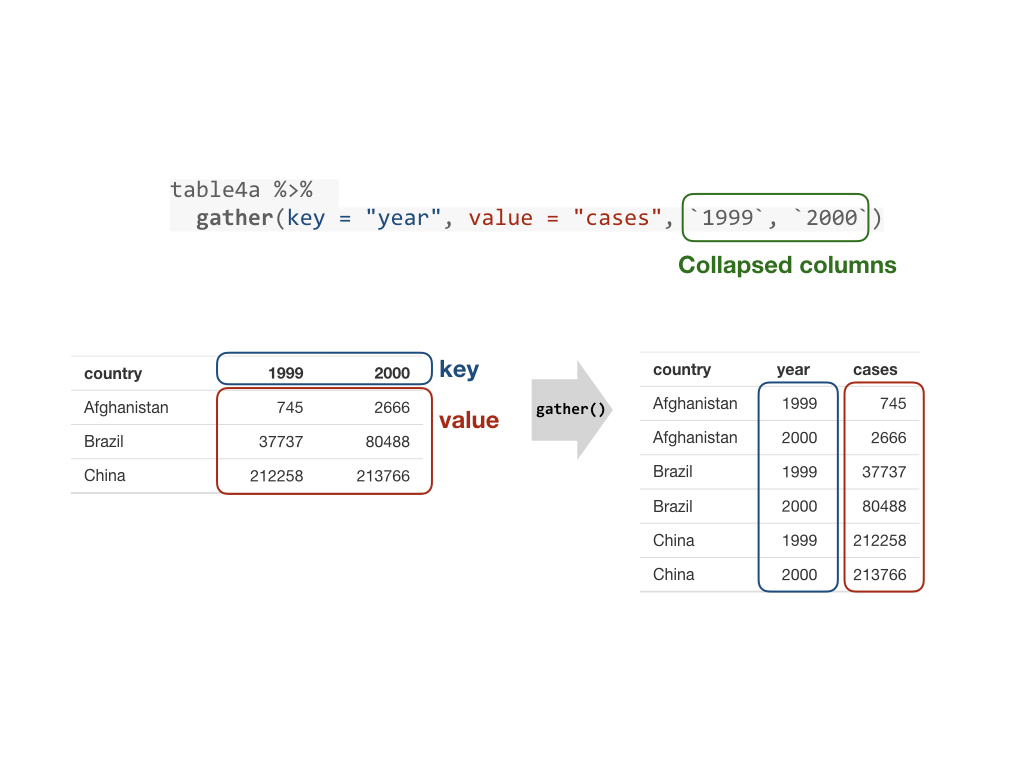 table4a %>%
gather(key = "year", value = "cases", `1999`, `2000`)
Collapsed columns
country 1999 2000 key
Afghanistan 745 2666
value
Brazil 37737 80488
China 212258 213766
gather()
country year cases
Afghanistan 1999 745
Afghanistan 2000 2666
Brazil 1999 37737
Brazil 2000 80488
China 1999 212258
China 2000 213766